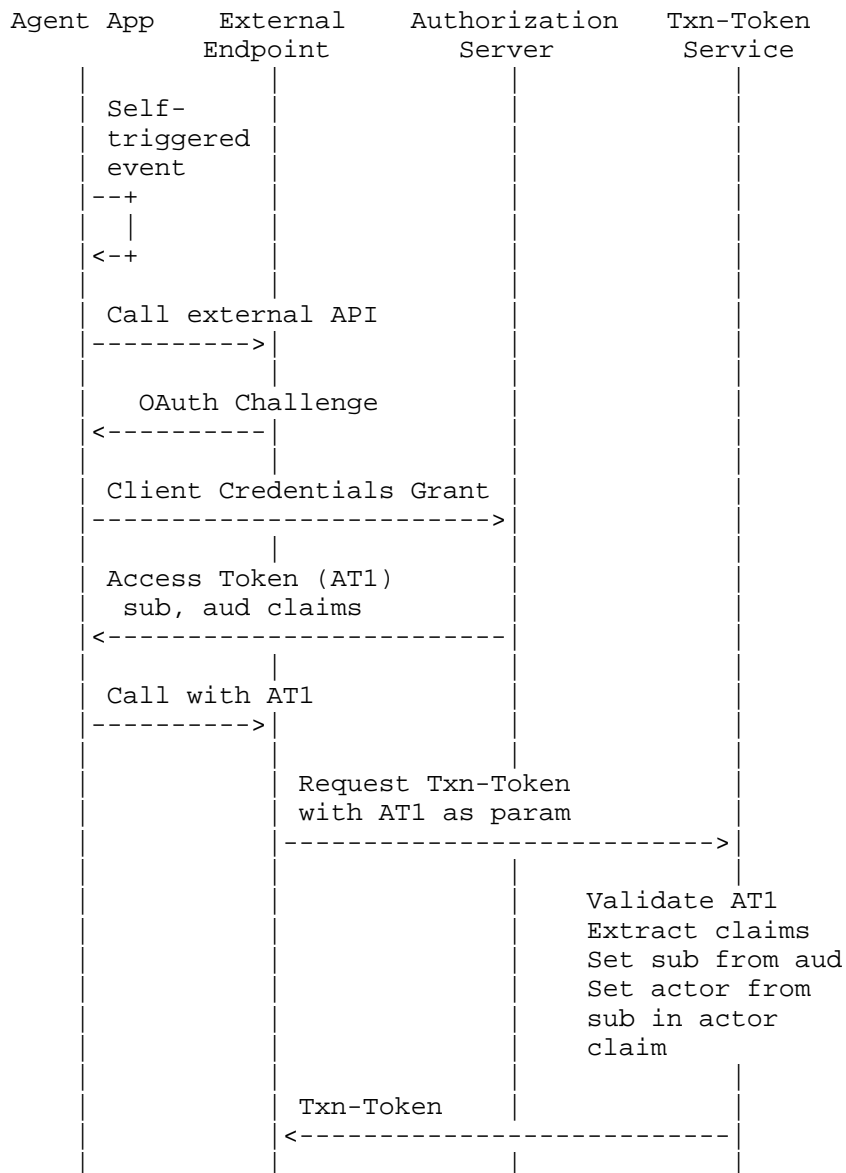 Agent App External Authorization Txn-Token
Endpoint Server Service
Self-
triggered
event
Call external API
OAuth Challenge
Client Credentials Grant
Access Token (AT1)
sub, aud claims
Call with AT1
Request Txn-Token
with AT1 as param
Validate AT1
Extract claims
Set sub from aud
Set actor from
sub in actor
claim
Txn-Token